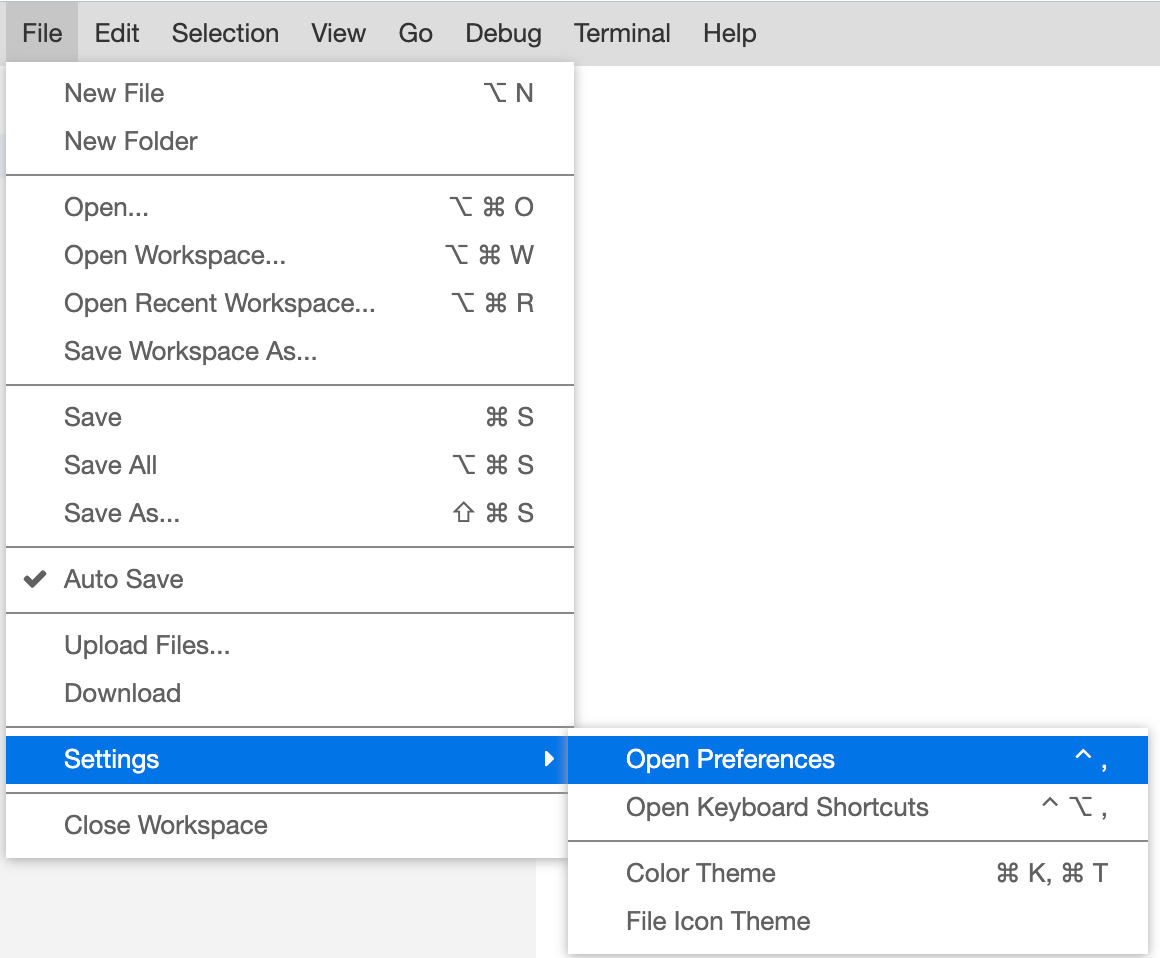 File Edit Selection View Go Debug Terminal Help
New File ⌥ N
New Folder
Open... ⌥ ⌘ O
Open Workspace... ⌥ ⌘ W
Open Recent Workspace... ⌥ ⌘ R
Save Workspace As...
Save ⌘ S
Save All ⌥ ⌘ S
Save As... ⇧ ⌘ S
✔ Auto Save
Upload Files...
Download
Settings
Close Workspace
Open Preferences ^ ,
Open Keyboard Shortcuts ^ ⌥ ,
Color Theme ⌘ K, ⌘ T
File Icon Theme